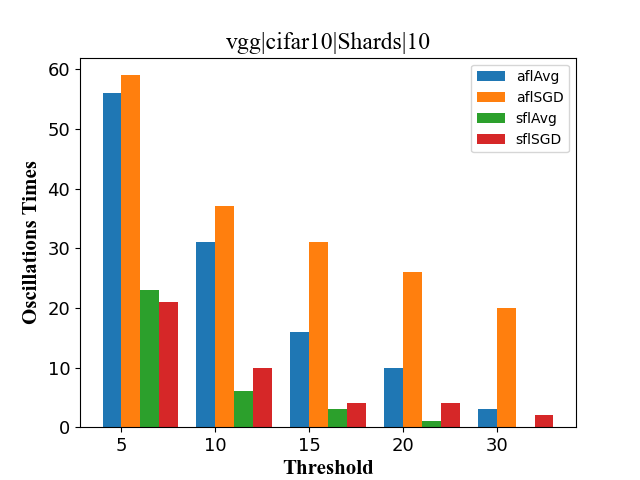 vgg|cifar10|Shards|10
aflAvg
aflSGD
sflAvg
sflSGD
Oscillations Times
60
50
40
30
20
10
0
5 10 15 20 30
Threshold